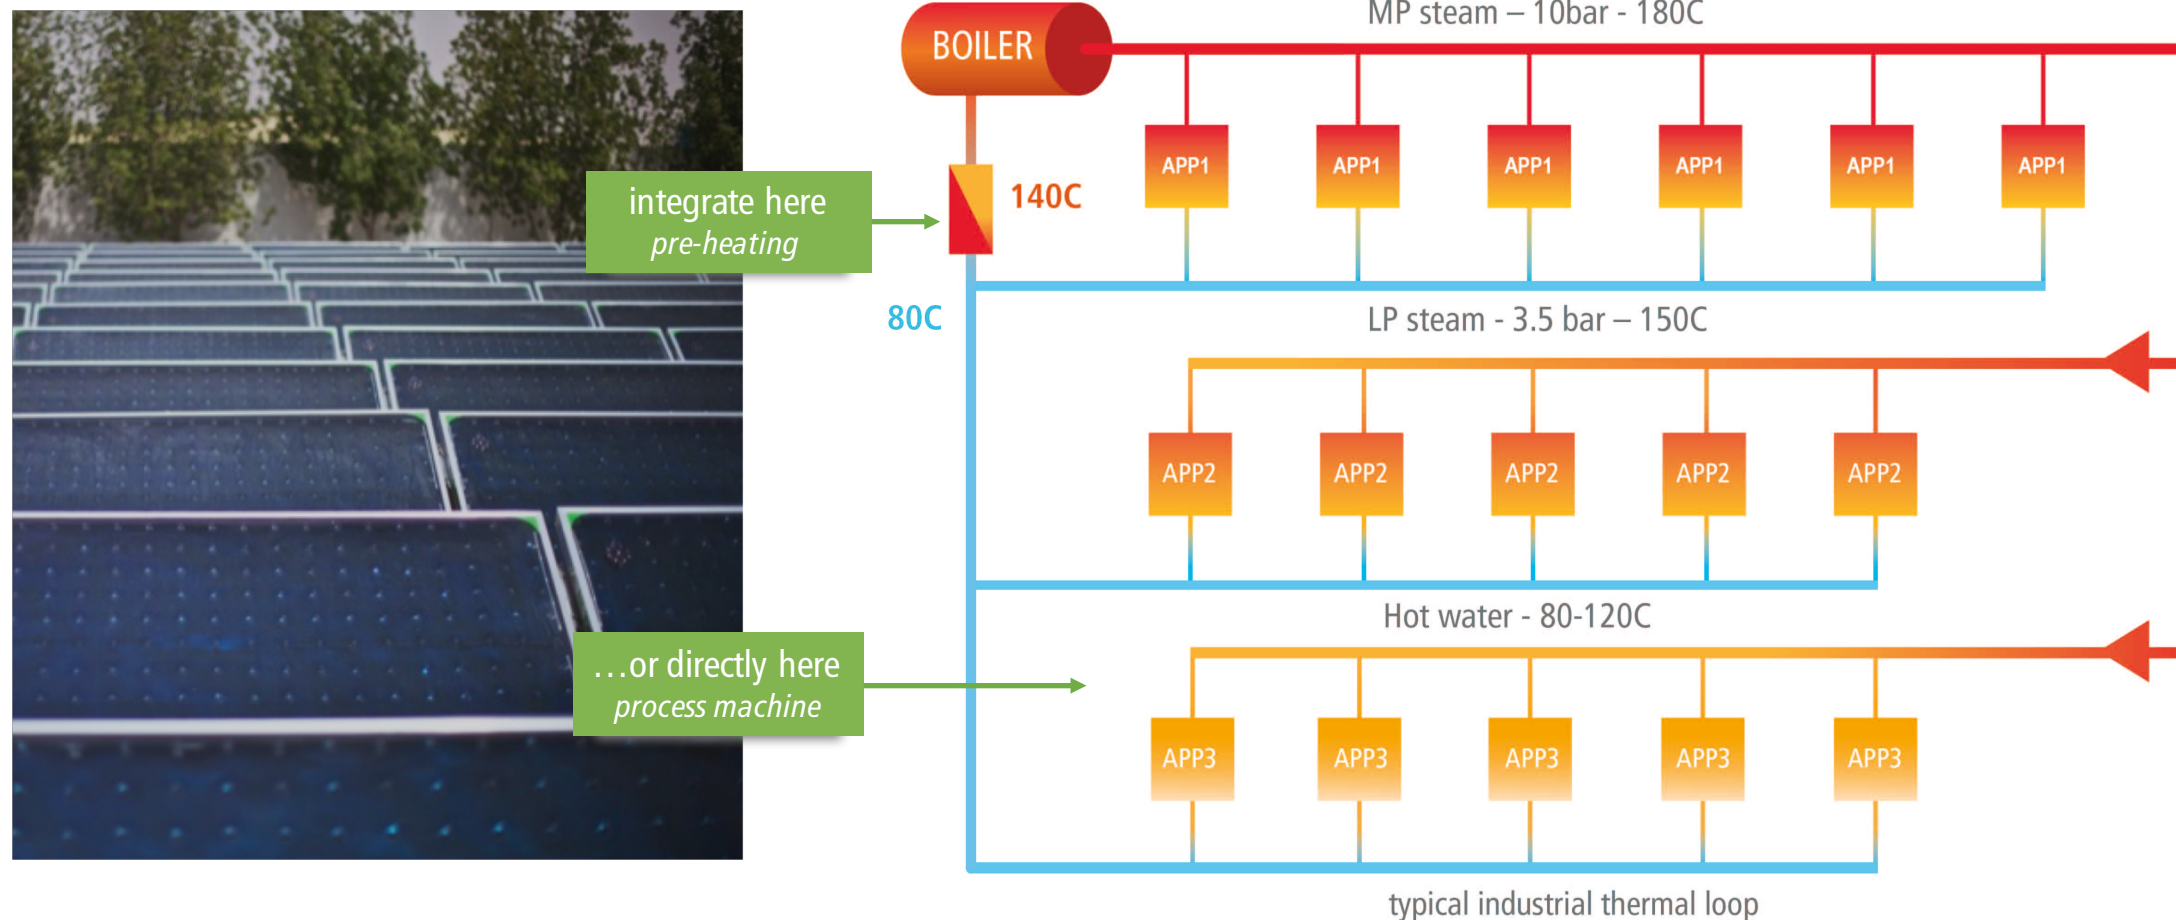 MP steam – 10bar - 180C
BOILER
APP1 APP1 APP1 APP1 APP1 APP1
integrate here
pre-heating
140C
80C
LP steam - 3.5 bar – 150C
APP2 APP2 APP2 APP2 APP2
Hot water - 80-120C
…or directly here
process machine
APP3 APP3 APP3 APP3 APP3
typical industrial thermal loop